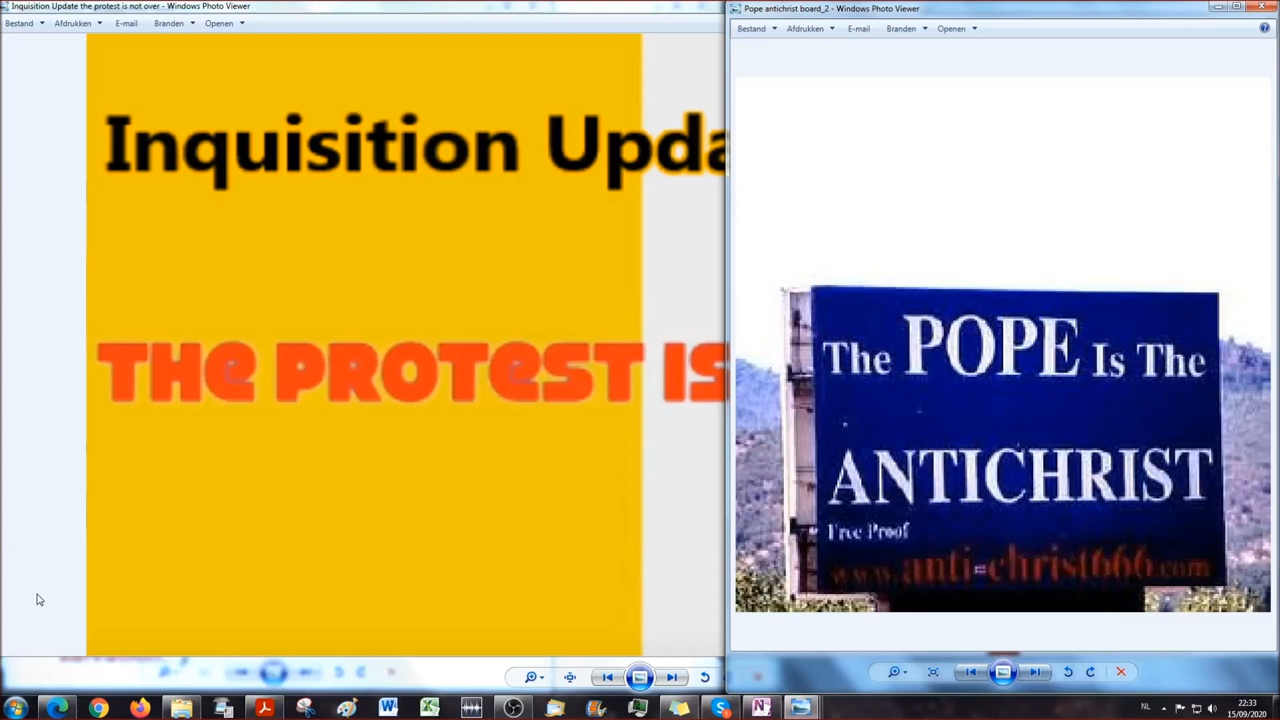 Inquisition Update the protest is not over - Windows Photo Viewer
Bestand Afdrukken E-mail Branden Openen
Inquisition Upda
THe PROTeST IS
Pope antichrist board_2 - Windows Photo Viewer
Bestand Afdrukken E-mail Branden Openen
The POPE Is The
ANTICHRIST
Free Proof
www.anti-christ666.com
NL
22:33
15/09/2020